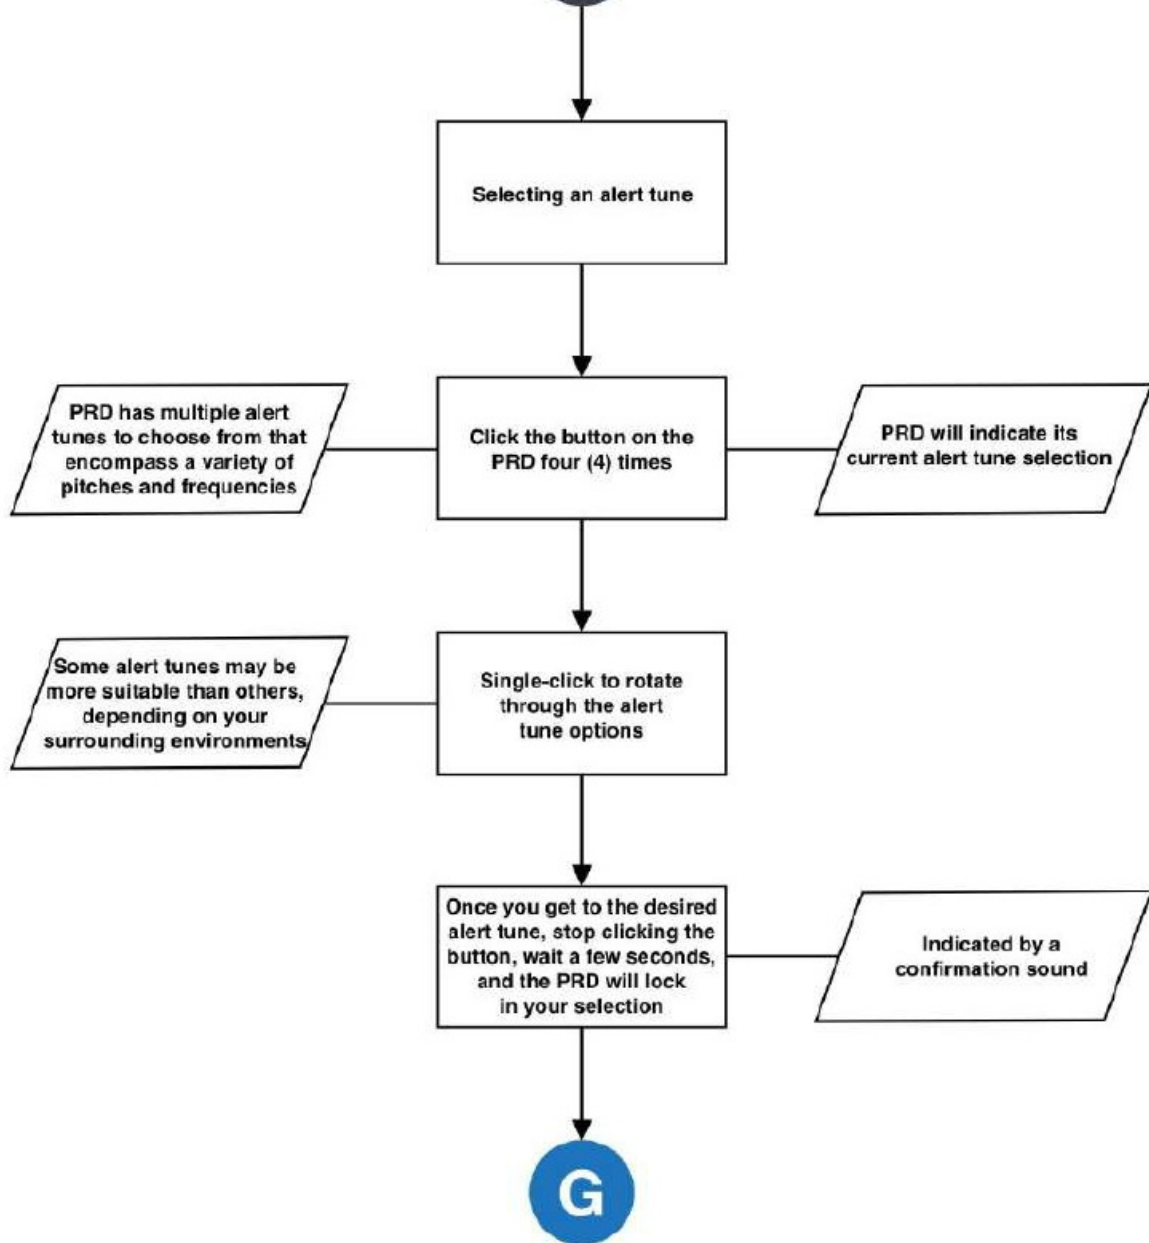 Selecting an alert tune
PRD has multiple alert
tunes to choose from that
encompass a variety of
pitches and frequencies
Click the button on the
PRD four (4) times
PRD will indicate its
current alert tune selection
Some alert tunes may be
more suitable than others,
depending on your
surrounding environments
Single-click to rotate
through the alert
tune options
Once you get to the desired
alert tune, stop clicking the
button, wait a few seconds,
and the PRD will lock
in your selection
Indicated by a
confirmation sound
G